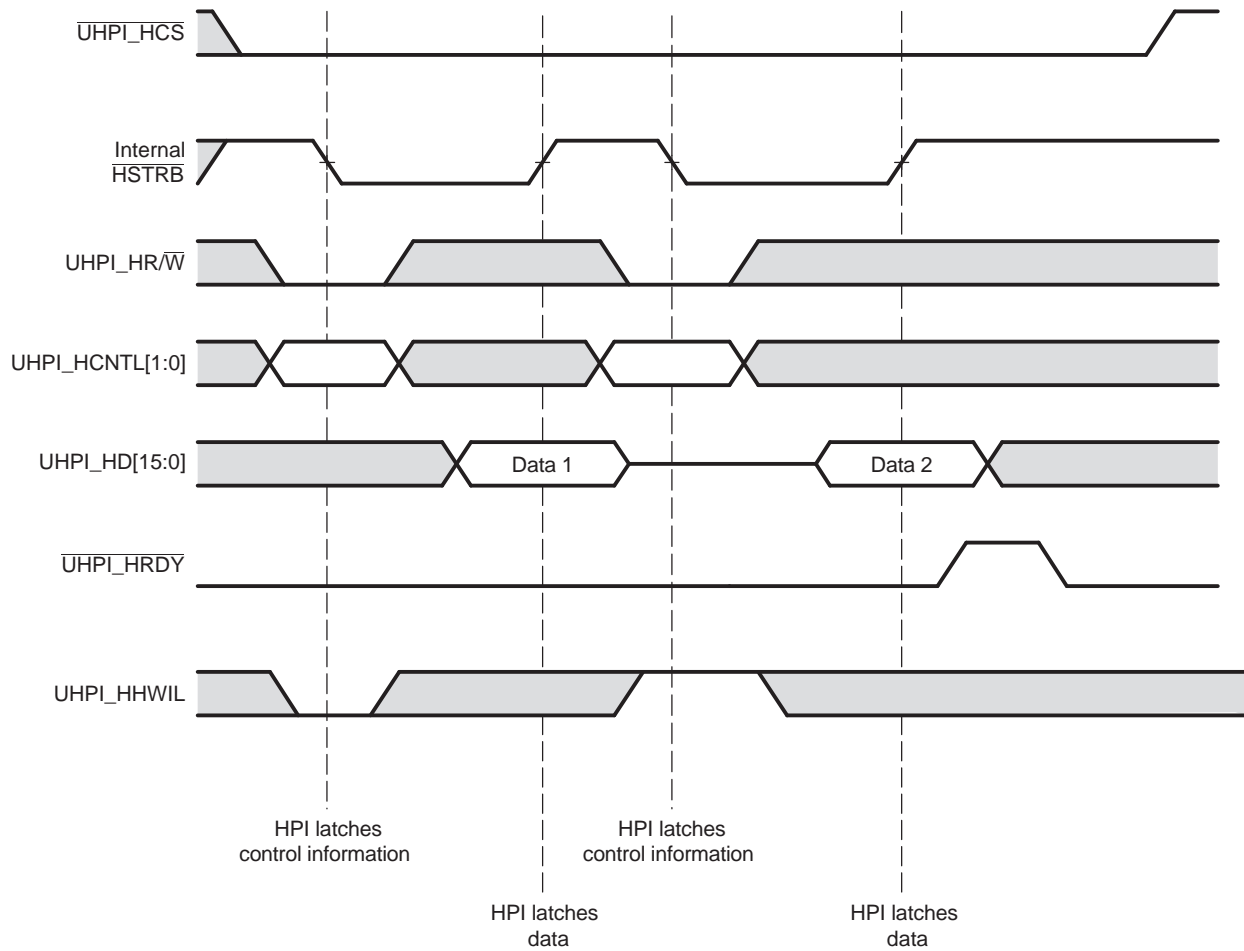 UHPI_HCS
Internal
HSTRB
UHPI_HR/W
UHPI_HCNTL[1:0]
UHPI_HD[15:0]
Data 1
Data 2
UHPI_HRDY
UHPI_HHWIL
HPI latches
control information
HPI latches
control information
HPI latches
data
HPI latches
data